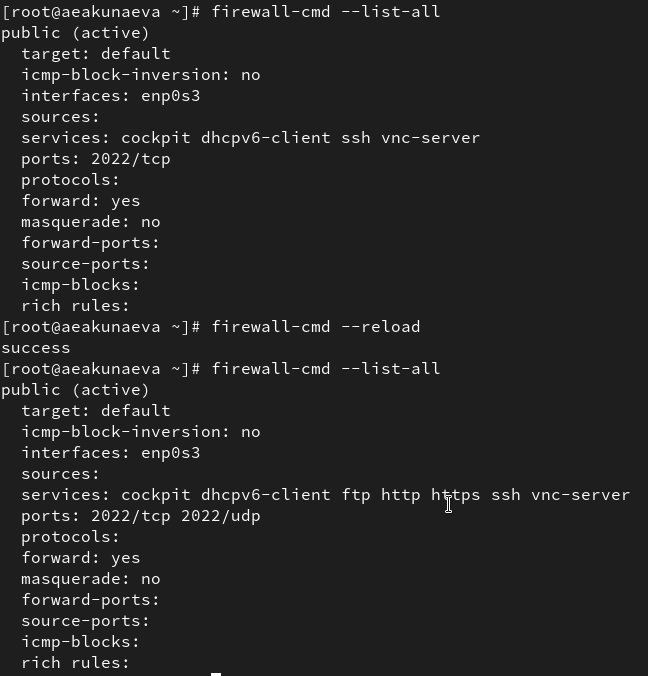 [root@aeakunaeva ~]# firewall-cmd --list-all
public (active)
  target: default
  icmp-block-inversion: no
  interfaces: enp0s3
  sources:
  services: cockpit dhcpv6-client ssh vnc-server
  ports: 2022/tcp
  protocols:
  forward: yes
  masquerade: no
  forward-ports:
  source-ports:
  icmp-blocks:
  rich rules:
[root@aeakunaeva ~]# firewall-cmd --reload
success
[root@aeakunaeva ~]# firewall-cmd --list-all
public (active)
  target: default
  icmp-block-inversion: no
  interfaces: enp0s3
  sources:
  services: cockpit dhcpv6-client ftp http https ssh vnc-server
  ports: 2022/tcp 2022/udp
  protocols:
  forward: yes
  masquerade: no
  forward-ports:
  source-ports:
  icmp-blocks:
  rich rules: